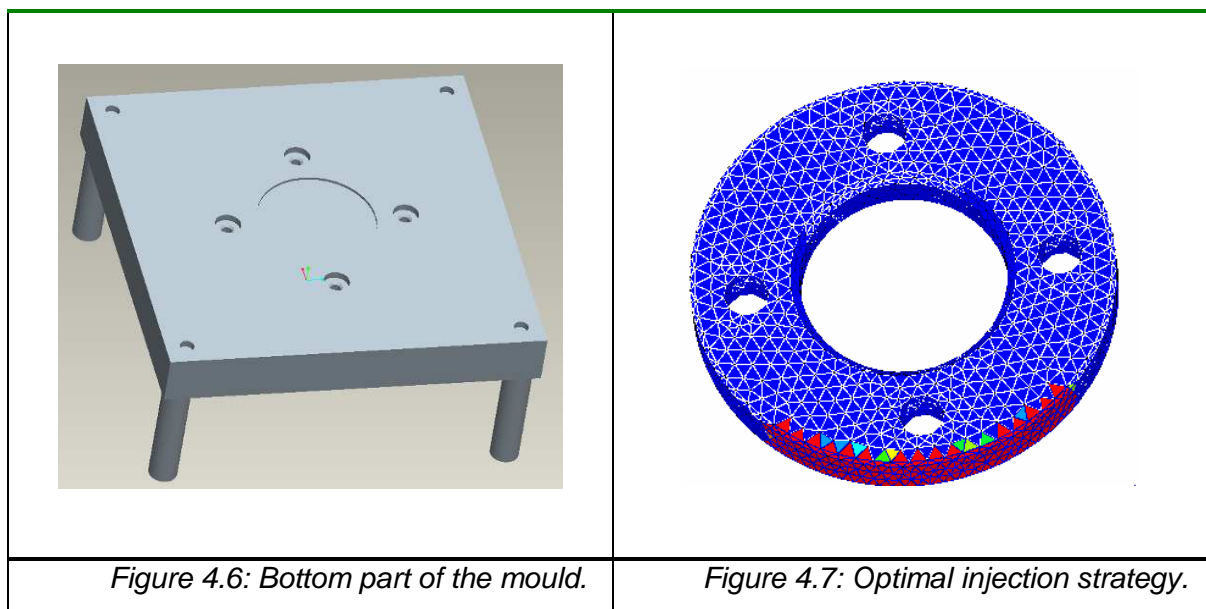 Figure 4.6: Bottom part of the mould.
Figure 4.7: Optimal injection strategy.